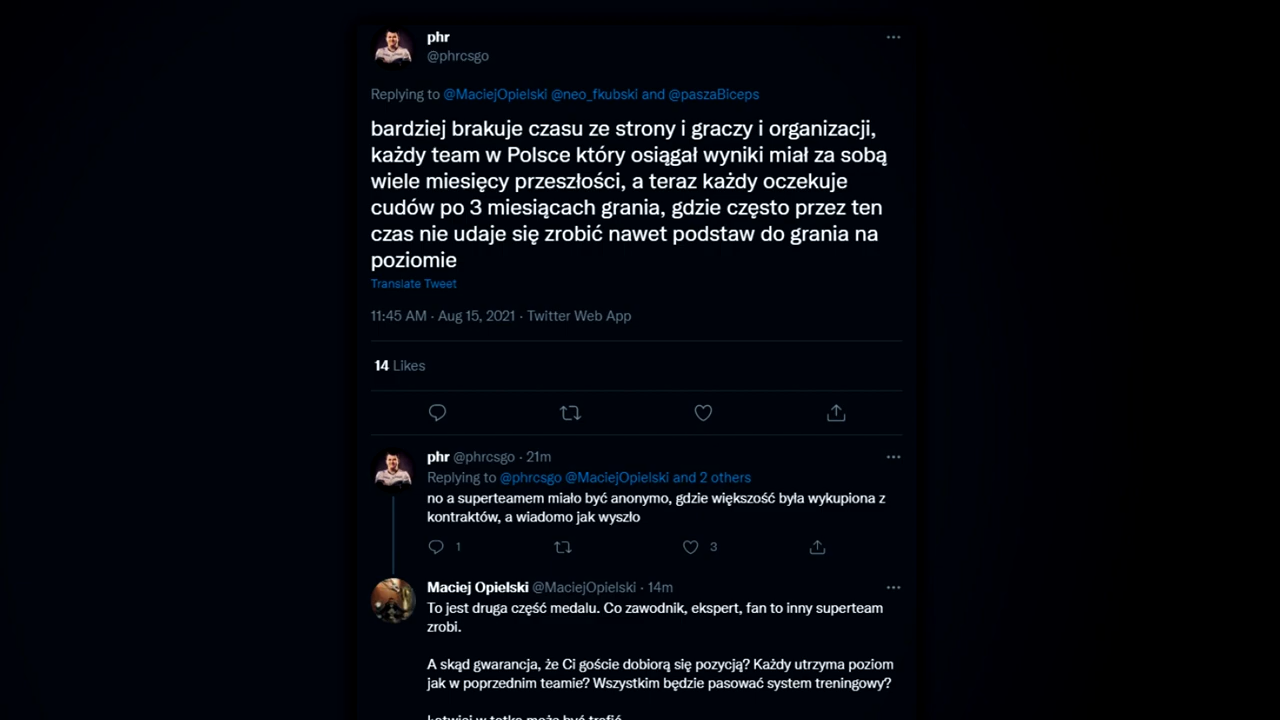 phr
@phrcsgo
Replying to @MaciejOpielski @neo_fkubski and @paszaBiceps
bardziej brakuje czasu ze strony i graczy i organizacji,
każdy team w Polsce który osiągał wyniki miał za sobą
wiele miesięcy przeszłości, a teraz każdy oczekuje
cudów po 3 miesiącach grania, gdzie często przez ten
czas nie udaje się zrobić nawet podstaw do grania na
poziomie
Translate Tweet
11:45 AM · Aug 15, 2021 · Twitter Web App
14 Likes
phr @phrcsgo · 21m
Replying to @phrcsgo @MaciejOpielski and 2 others
no a superteamem miało być anonymo, gdzie większość była wykupiona z
kontraktów, a wiadomo jak wyszło
1 3
Maciej Opielski @MaciejOpielski · 14m
To jest druga część medalu. Co zawodnik, ekspert, fan to inny superteam
zrobi.
A skąd gwarancja, że Ci goście dobiorą się pozycją? Każdy utrzyma poziom
jak w poprzednim teamie? Wszystkim będzie pasować system treningowy?
Łatwiej w totka może być trafić